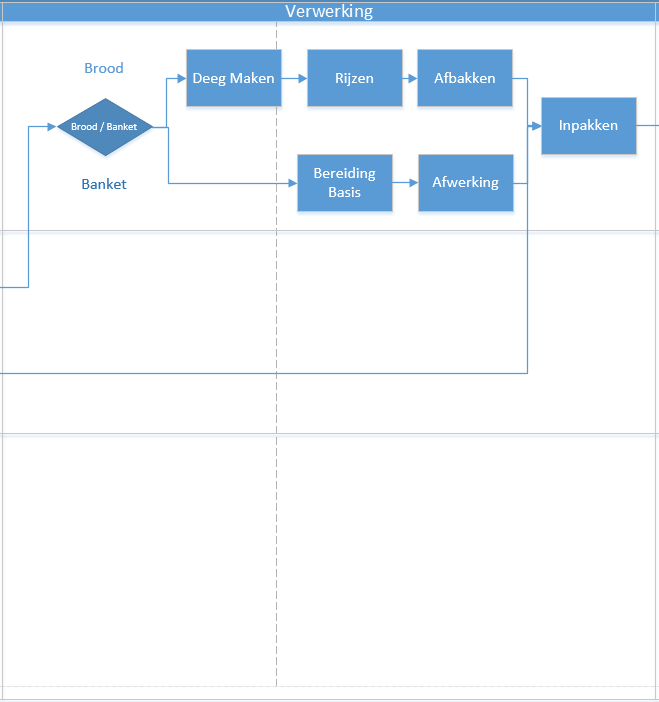 Verwerking
Brood
Deeg Maken
Rijzen
Afbakken
Brood / Banket
Inpakken
Banket
Bereiding
Basis
Afwerking